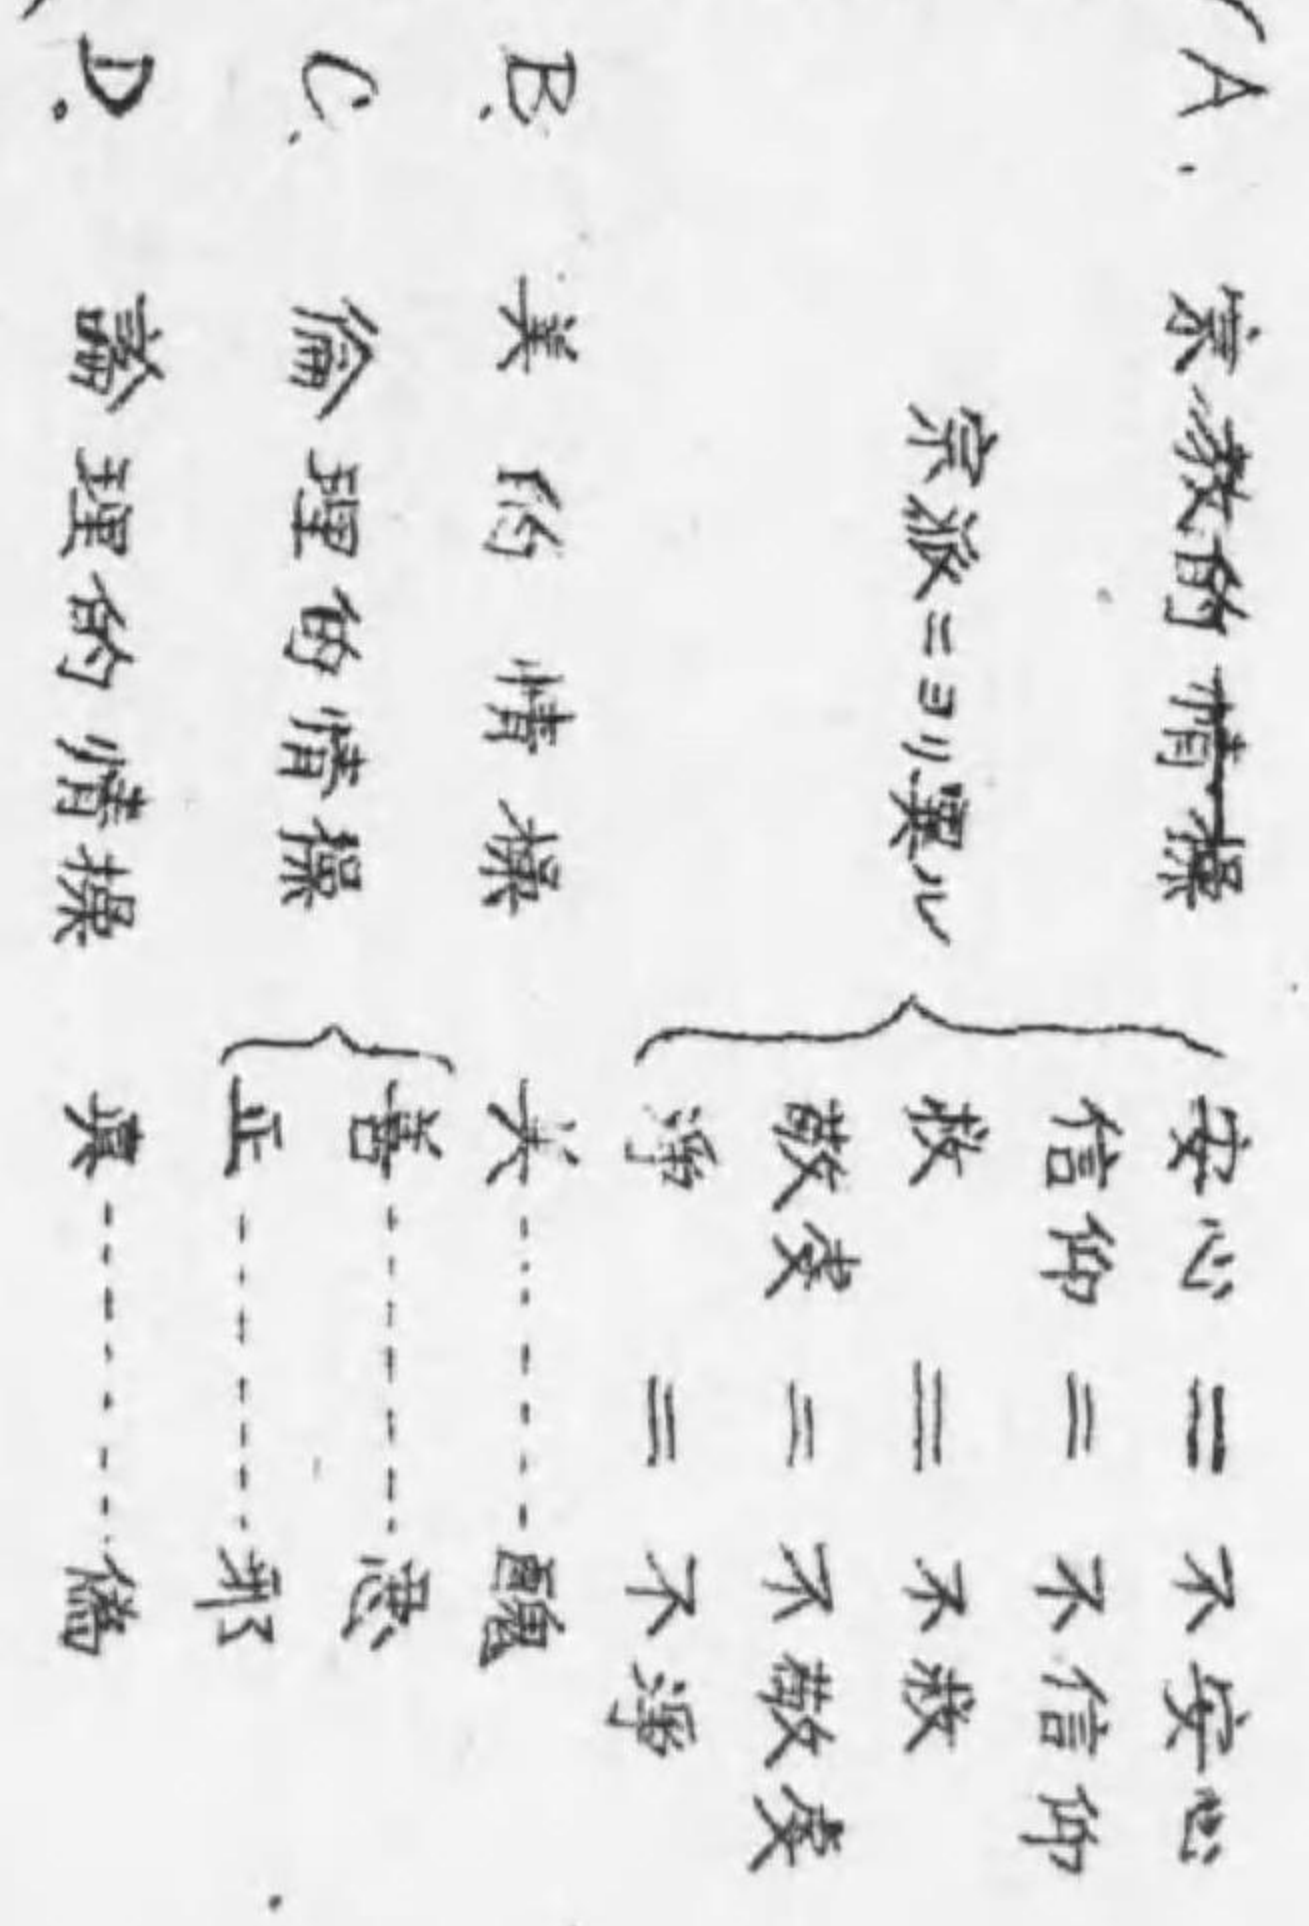 A. 宗教的情操
宗派ニヨリ異ル
安心 = 不安心
信仰 = 不信仰
救 = 不救
敬虔 = 不敬虔
浄 = 不浄
B. 美的情操 美……醜
C. 倫理的情操
善……悪
正……邪
D. 論理的情操 真……偽